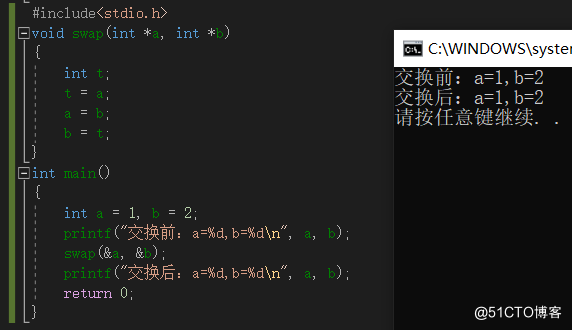 #include<stdio.h>
void swap(int *a, int *b)
{
int t;
t = a;
a = b;
b = t;
}
int main()
{
int a = 1, b = 2;
printf("交换前：a=%d,b=%d\n", a, b);
swap(&a, &b);
printf("交换后：a=%d,b=%d\n", a, b);
return 0;
}
C:\WINDOWS\system
交换前：a=1,b=2
交换后：a=1,b=2
请按任意键继续. .
@51CTO博客